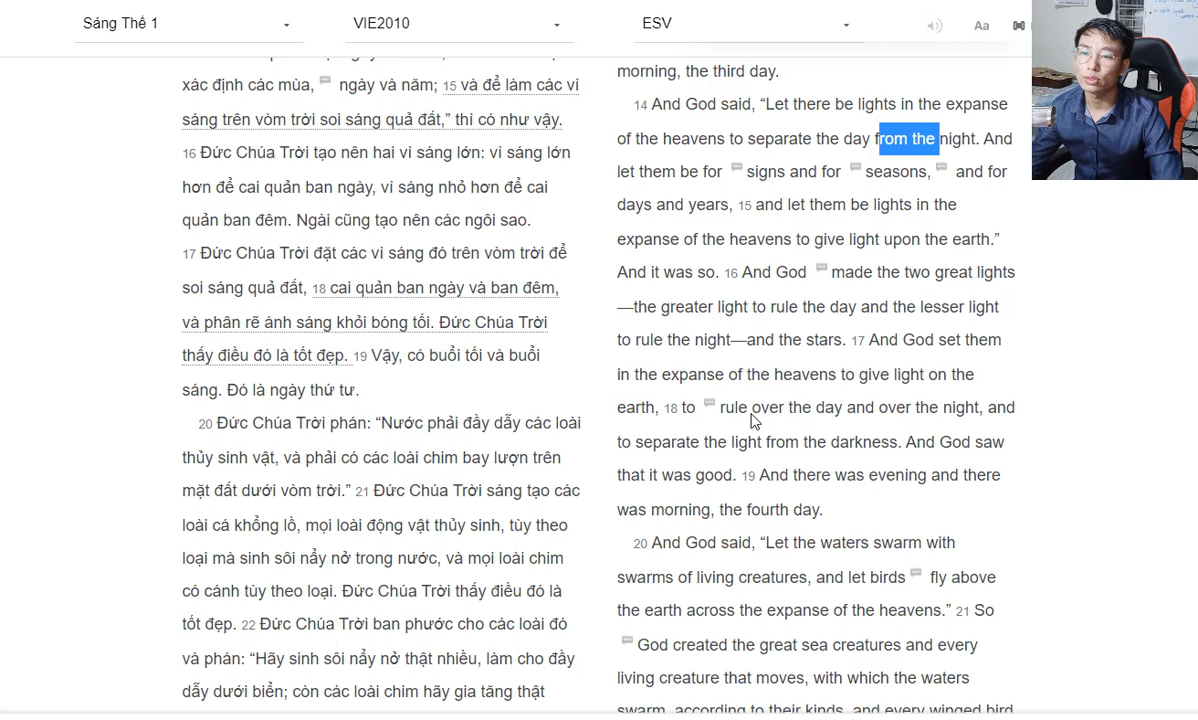 Sáng Thế 1
VIE2010
ESV
Aa
xác định các mùa, ngày và năm; 15 và để làm các vì
sáng trên vòm trời soi sáng quả đất,” thì có như vậy.
16 Đức Chúa Trời tạo nên hai vì sáng lớn: vì sáng lớn
hơn để cai quản ban ngày, vì sáng nhỏ hơn để cai
quản ban đêm. Ngài cũng tạo nên các ngôi sao.
17 Đức Chúa Trời đặt các vì sáng đó trên vòm trời để
soi sáng quả đất, 18 cai quản ban ngày và ban đêm,
và phân rẽ ánh sáng khỏi bóng tối. Đức Chúa Trời
thấy điều đó là tốt đẹp. 19 Vậy, có buổi tối và buổi
sáng. Đó là ngày thứ tư.
20 Đức Chúa Trời phán: “Nước phải đầy dẫy các loài
thủy sinh vật, và phải có các loài chim bay lượn trên
mặt đất dưới vòm trời.” 21 Đức Chúa Trời sáng tạo các
loài cá khổng lồ, mọi loài động vật thủy sinh, tùy theo
loại mà sinh sôi nẩy nở trong nước, và mọi loài chim
có cánh tùy theo loại. Đức Chúa Trời thấy điều đó là
tốt đẹp. 22 Đức Chúa Trời ban phước cho các loài đó
và phán: “Hãy sinh sôi nẩy nở thật nhiều, làm cho đầy
dẫy dưới biển; còn các loài chim hãy gia tăng thật
morning, the third day.
14 And God said, “Let there be lights in the expanse
of the heavens to separate the day from the night. And
let them be for signs and for seasons, and for
days and years, 15 and let them be lights in the
expanse of the heavens to give light upon the earth.”
And it was so. 16 And God made the two great lights
—the greater light to rule the day and the lesser light
to rule the night—and the stars. 17 And God set them
in the expanse of the heavens to give light on the
earth, 18 to rule over the day and over the night, and
to separate the light from the darkness. And God saw
that it was good. 19 And there was evening and there
was morning, the fourth day.
20 And God said, “Let the waters swarm with
swarms of living creatures, and let birds fly above
the earth across the expanse of the heavens.” 21 So
God created the great sea creatures and every
living creature that moves, with which the waters
swarm, according to their kinds, and every winged bird